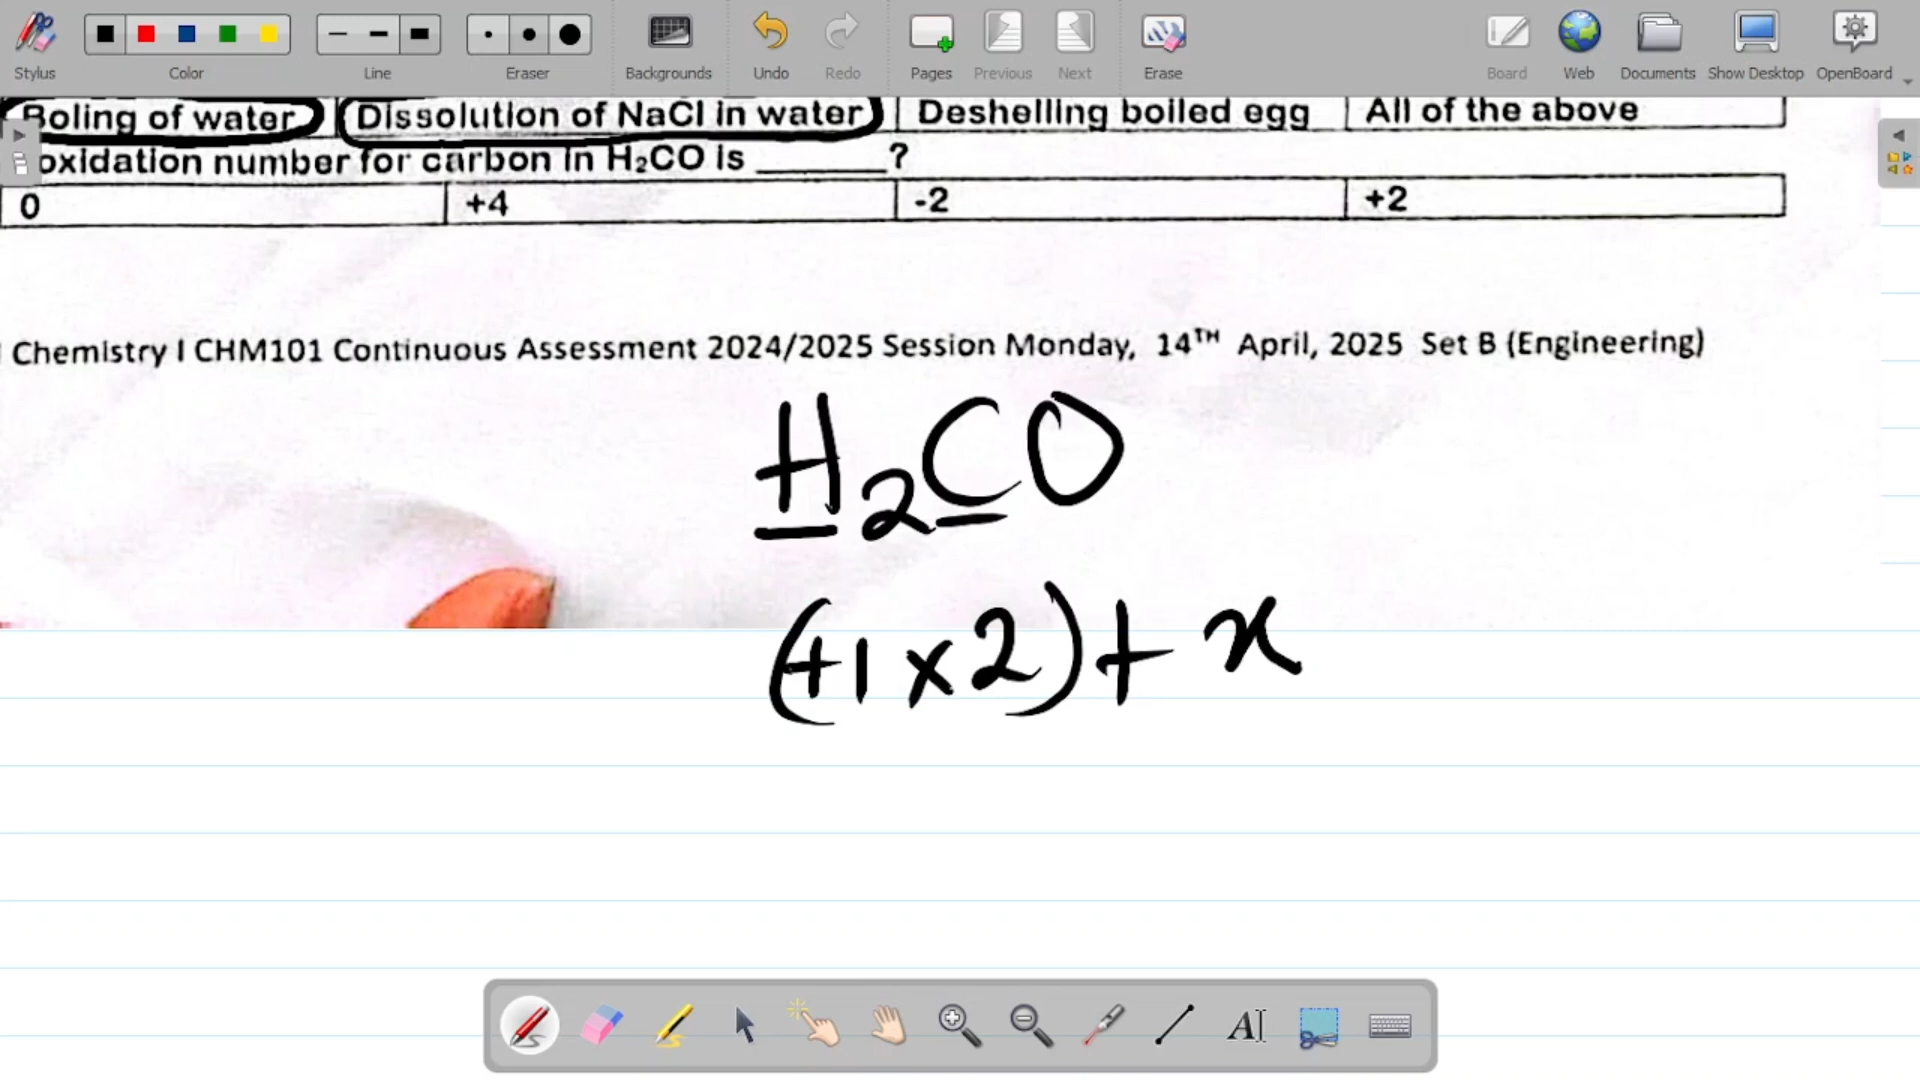 Stylus Color Line Eraser Backgrounds Undo Redo Pages Previous Next Erase Board Web Documents Show Desktop OpenBoard
Boling of water Dissolution of NaCl in water Deshelling boiled egg All of the above
oxidation number for carbon in H₂CO is ______?
0 +4 -2 +2
Chemistry I CHM101 Continuous Assessment 2024/2025 Session Monday, 14TH April, 2025 Set B (Engineering)
H₂CO
(+1×2)+x